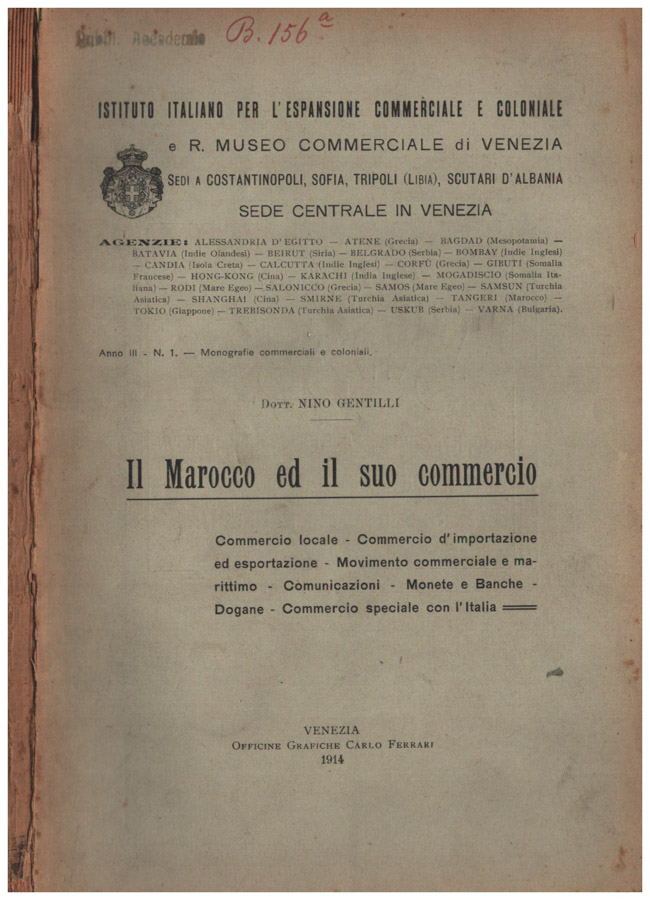 Pubbl. Accademie
B. 156 a
ISTITUTO ITALIANO PER L'ESPANSIONE COMMERCIALE E COLONIALE
e R. MUSEO COMMERCIALE di VENEZIA
SEDI A COSTANTINOPOLI, SOFIA, TRIPOLI (LIBIA), SCUTARI D'ALBANIA
SEDE CENTRALE IN VENEZIA
AGENZIE: ALESSANDRIA D'EGITTO — ATENE (Grecia) — BAGDAD (Mesopotamia) —
BATAVIA (Indie Olandesi) — BEIRUT (Siria) — BELGRADO (Serbia) — BOMBAY (Indie Inglesi)
— CANDIA (Isola Creta) — CALCUTTA (Indie Inglesi) — CORFÙ (Grecia) — GIBUTI (Somalia
Francese) — HONG-KONG (Cina) — KARACHI (India Inglese) — MOGADISCIO (Somalia Ita-
liana) — RODI (Mare Egeo) — SALONICCO (Grecia) — SAMOS (Mare Egeo) — SAMSUN (Turchia
Asiatica) — SHANGHAI (Cina) — SMIRNE (Turchia Asiatica) — TANGERI (Marocco) —
TOKIO (Giappone) — TREBISONDA (Turchia Asiatica) — USKUB (Serbia) — VARNA (Bulgaria).
Anno III - N. 1. — Monografie commerciali e coloniali.
DOTT. NINO GENTILLI
Il Marocco ed il suo commercio
Commercio locale - Commercio d'importazione
ed esportazione - Movimento commerciale e ma-
rittimo - Comunicazioni - Monete e Banche -
Dogane - Commercio speciale con l'Italia
VENEZIA
OFFICINE GRAFICHE CARLO FERRARI
1914